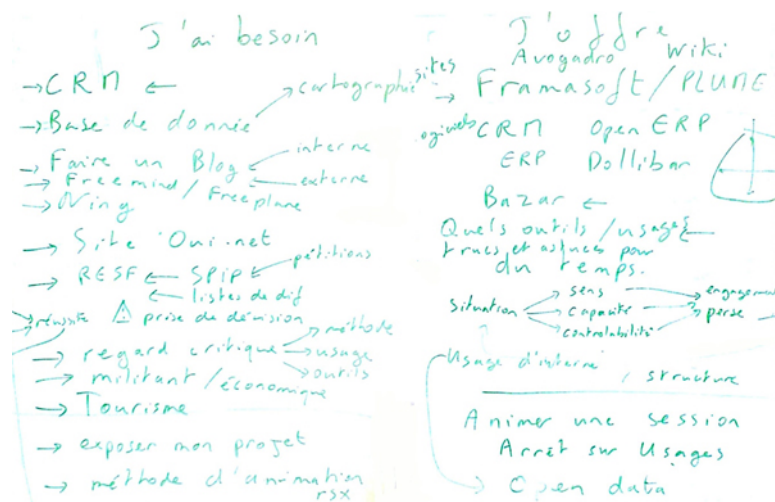 J'ai besoin
→ CRM ←
→ Base de donnée → cartographie
→ Faire un Blog ← interne
→ Freemind / Freeplane ← externe
→ Ning
→ Site Oui.net
→ RESF ← SPIP ← pétitions
← listes de dif
→ réussite ⚠ prise de décision
→ regard critique → méthode
→ usage
→ outils
→ militant / économique
→ Tourisme
→ exposer mon projet
→ méthode d'animation
rsx
J'offre
Avogadro Wiki
sites
→ Framasoft / PLUME
logiciels CRM Open ERP
ERP Dollibar
Bazar ←
Quels outils / usages ←
trucs et astuces pour
du temps.
Situation → sens → engagement
→ capacité → perse
→ controlabilité
Usage d'interne
/ structure
Animer une session
Arrêt sur Usages
→ Open data